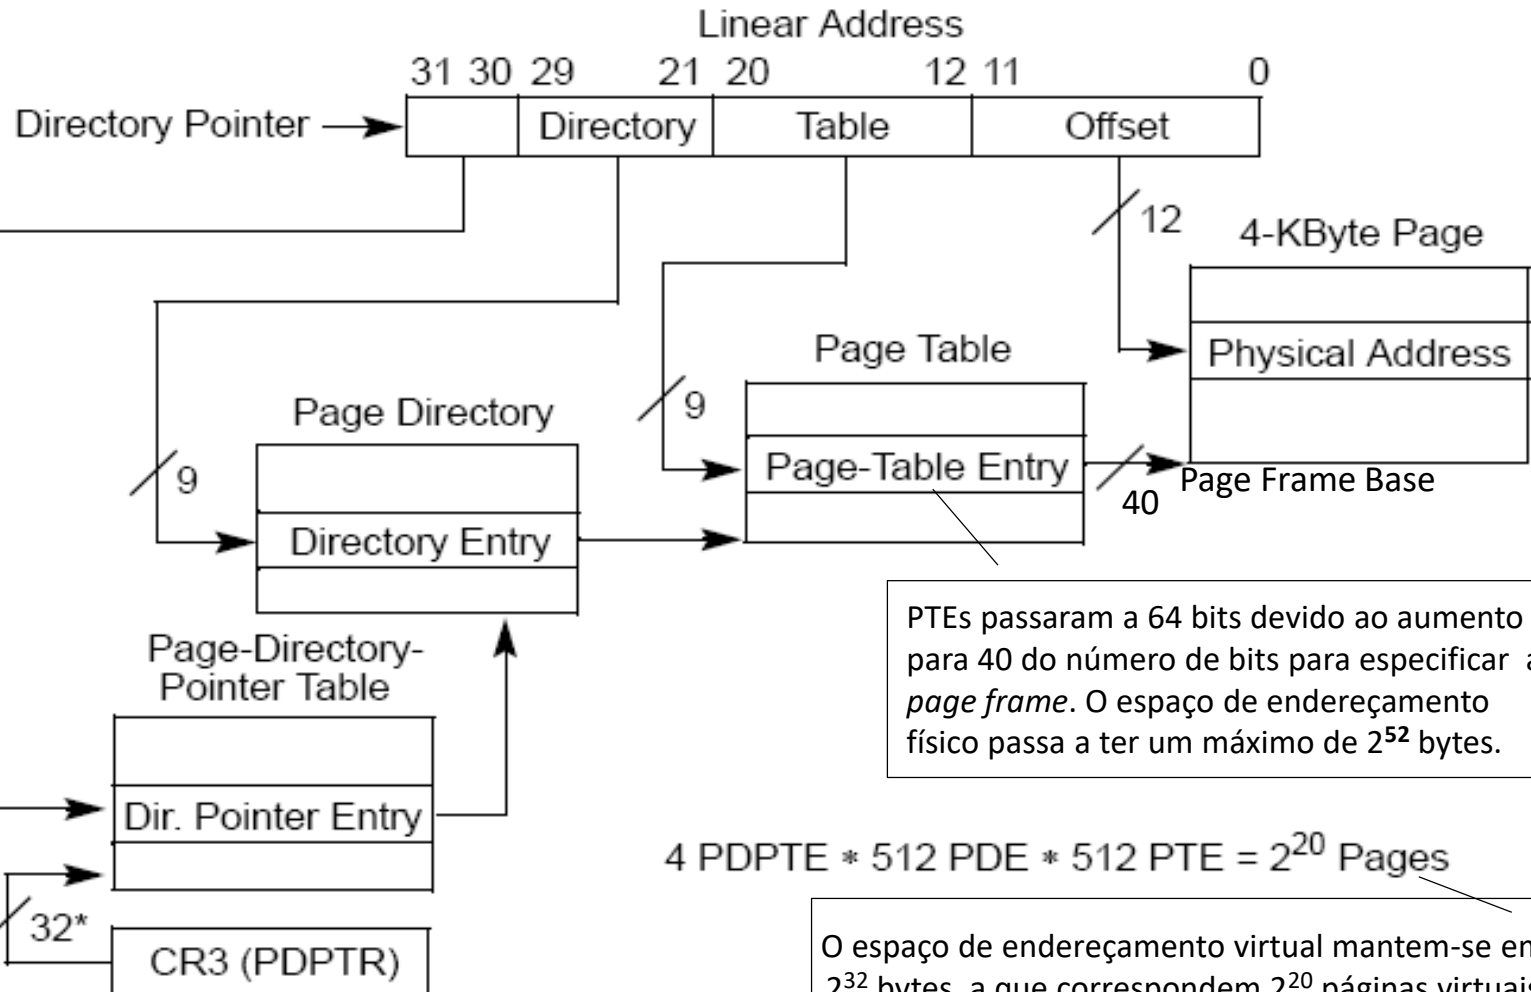 Linear Address
31 30 29 21 20 12 11 0
Directory Pointer
Directory Table Offset
12
4-KByte Page
Physical Address
Page Table
9
Page-Table Entry
40
Page Frame Base
Page Directory
9
Directory Entry
PTEs passaram a 64 bits devido ao aumento
para 40 do número de bits para especificar
page frame. O espaço de endereçamento
físico passa a ter um máximo de 2⁵² bytes.
Page-Directory-
Pointer Table
Dir. Pointer Entry
4 PDPTE * 512 PDE * 512 PTE = 2²⁰ Pages
32*
CR3 (PDPTR)
O espaço de endereçamento virtual mantem-se
2³² bytes, a que correspondem 2²⁰ páginas virtuais